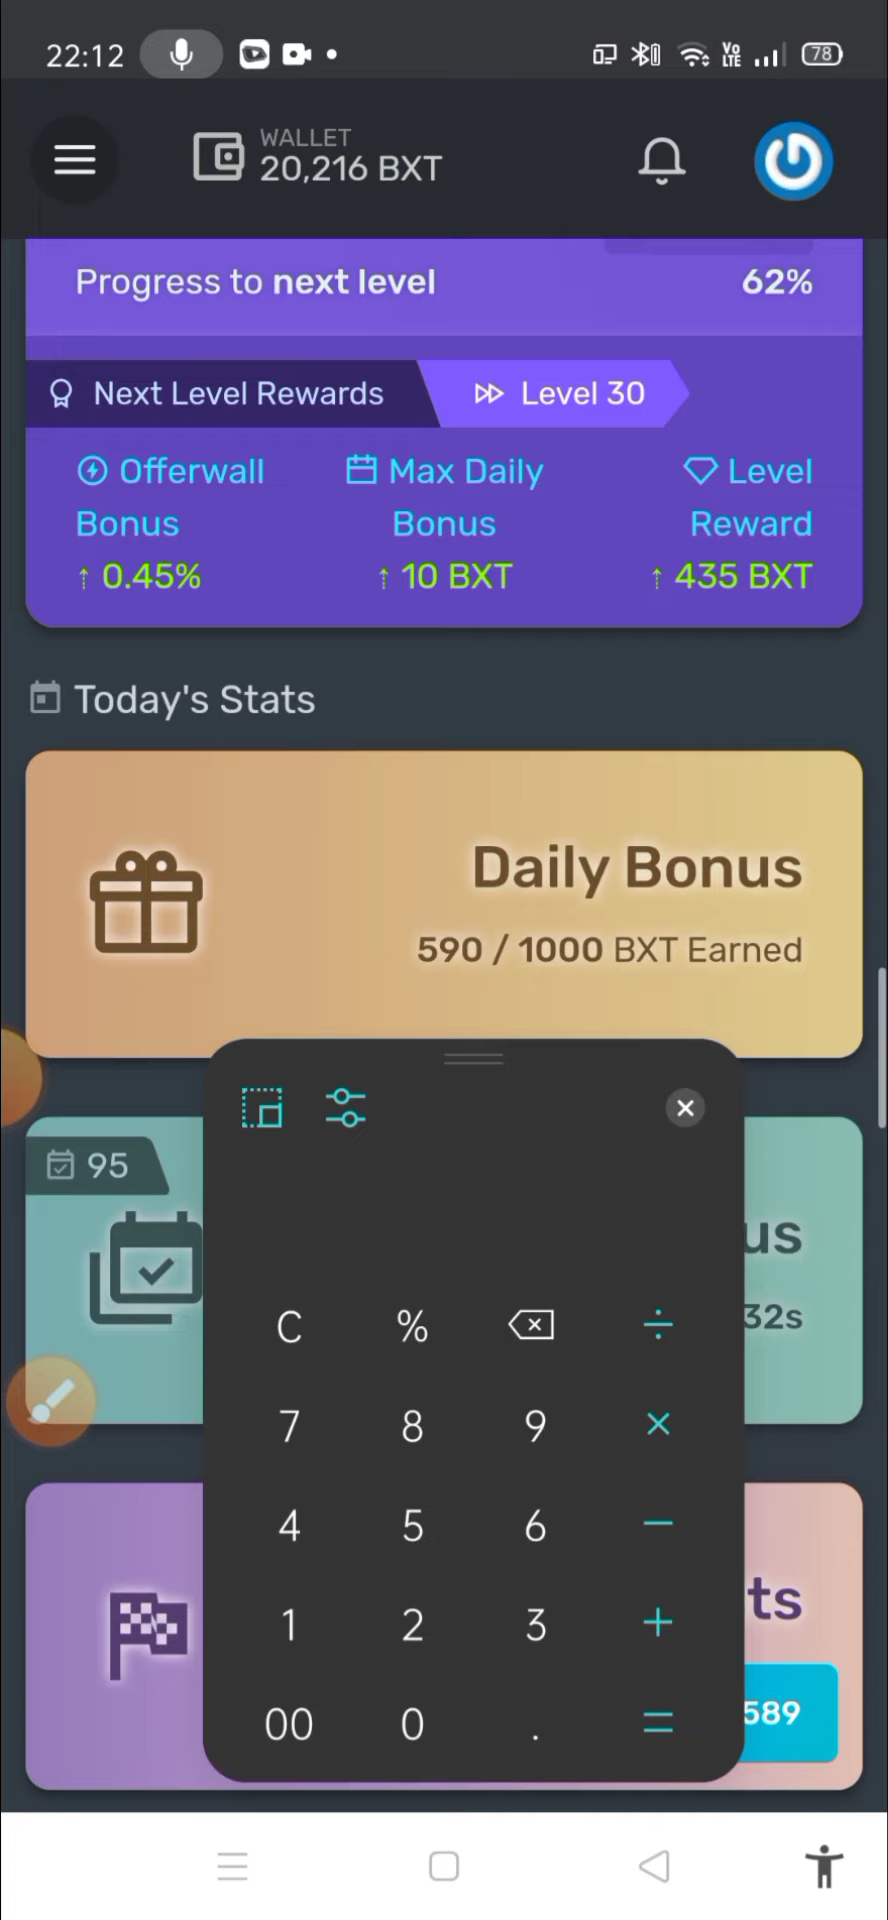 22:12
VO LTE
78
WALLET
20,216 BXT
Progress to next level 62%
Next Level Rewards Level 30
Offerwall Bonus
↑ 0.45%
Max Daily Bonus
↑ 10 BXT
Level Reward
↑ 435 BXT
Today's Stats
Daily Bonus
590 / 1000 BXT Earned
95
us
32s
ts
589
C % ÷
7 8 9 ×
4 5 6 −
1 2 3 +
00 0 . =